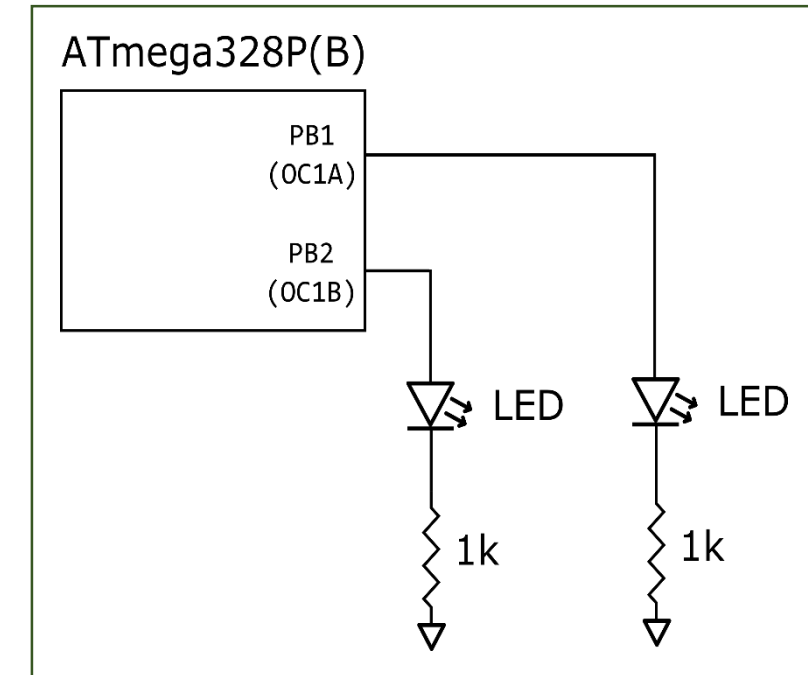 ATmega328P(B)
PB1
(OC1A)
PB2
(OC1B)
LED
LED
1k
1k